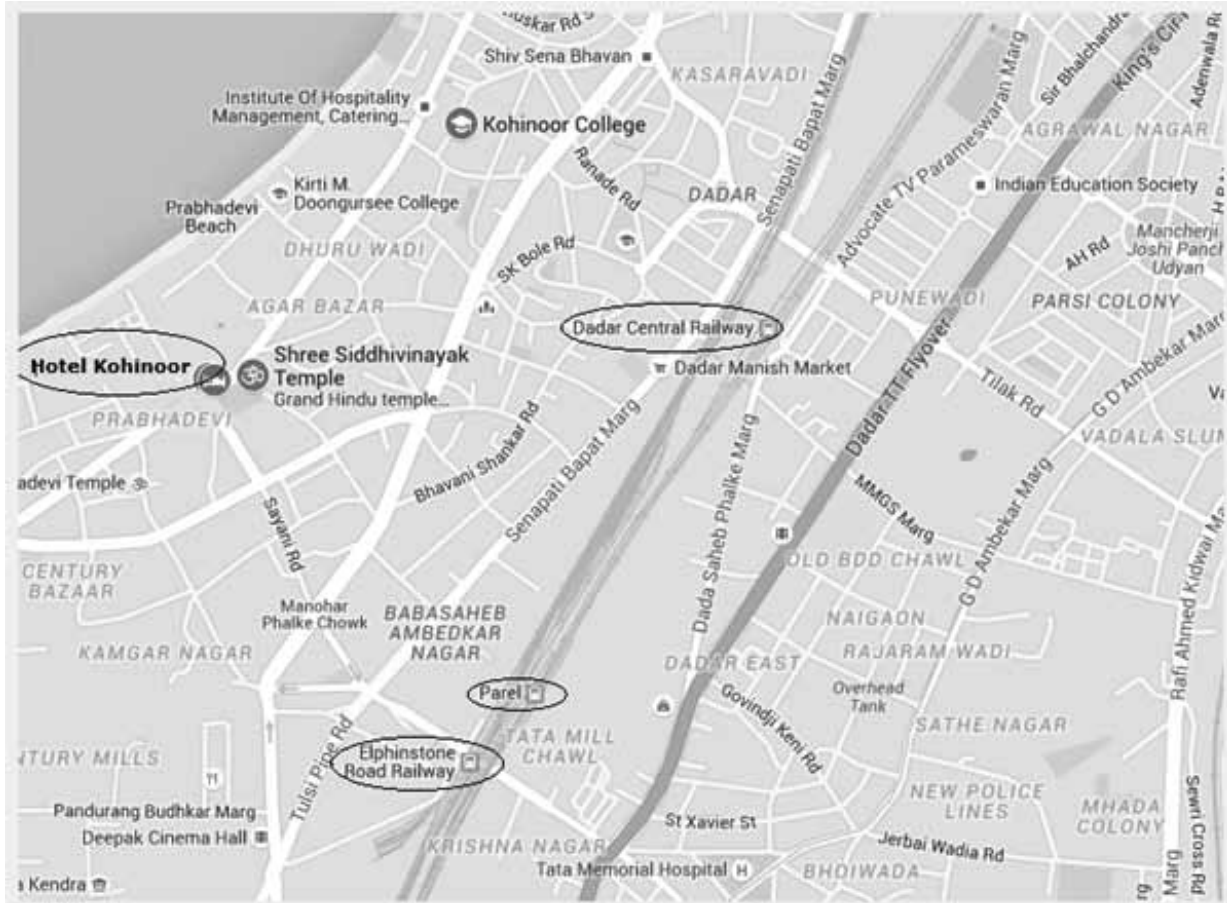 Shiv Sena Bhavan
KASARAVADI
Senapati Bapat Marg
King's Cir
Adenwala Rd
Institute Of Hospitality
Management, Catering...
Kohinoor College
AGRAWAL NAGAR
Ranade Rd
Advocate TV Parameswaran Marg
Kirti M.
Doongursee College
DADAR
Indian Education Society
Prabhadevi
Beach
DHURU WADI
SK Bole Rd
Mancherji
Joshi Panc
Udyan
AH Rd
AGAR BAZAR
PUNEWADI
PARSI COLONY
Dadar Central Railway
Hotel Kohinoor
Shree Siddhivinayak
Temple
Grand Hindu temple...
Dadar Manish Market
Dadar TT Flyover
Tilak Rd
G D Ambekar Marg
PRABHADEVI
Bhavani Shankar Rd
Senapati Bapat Marg
VADALA SLUM
adevi Temple
Sayani Rd
Dada Saheb Phalke Marg
MMGS Marg
G D Ambekar Marg
OLD BDD CHAWL
CENTURY
BAZAAR
Manohar
Phalke Chowk
BABASAHEB
AMBEDKAR
NAGAR
NAIGAON
Rafi Ahmed Kidwai M
KAMGAR NAGAR
RAJARAM WADI
DADAR EAST
Parel
Govindji Keni Rd
Overhead
Tank
SATHE NAGAR
TATA MILL
CHAWL
NTURY MILLS
Elphinstone
Road Railway
Tulsi Pipe Rd
NEW POLICE
LINES
MHADA
COLONY
Sewri Cross Rd
Pandurang Budhkar Marg
Deepak Cinema Hall
St Xavier St
KRISHNA NAGAR
Jerbai Wadia Rd
Tata Memorial Hospital
H
BHOIWADA
a Kendra
rg
Marg